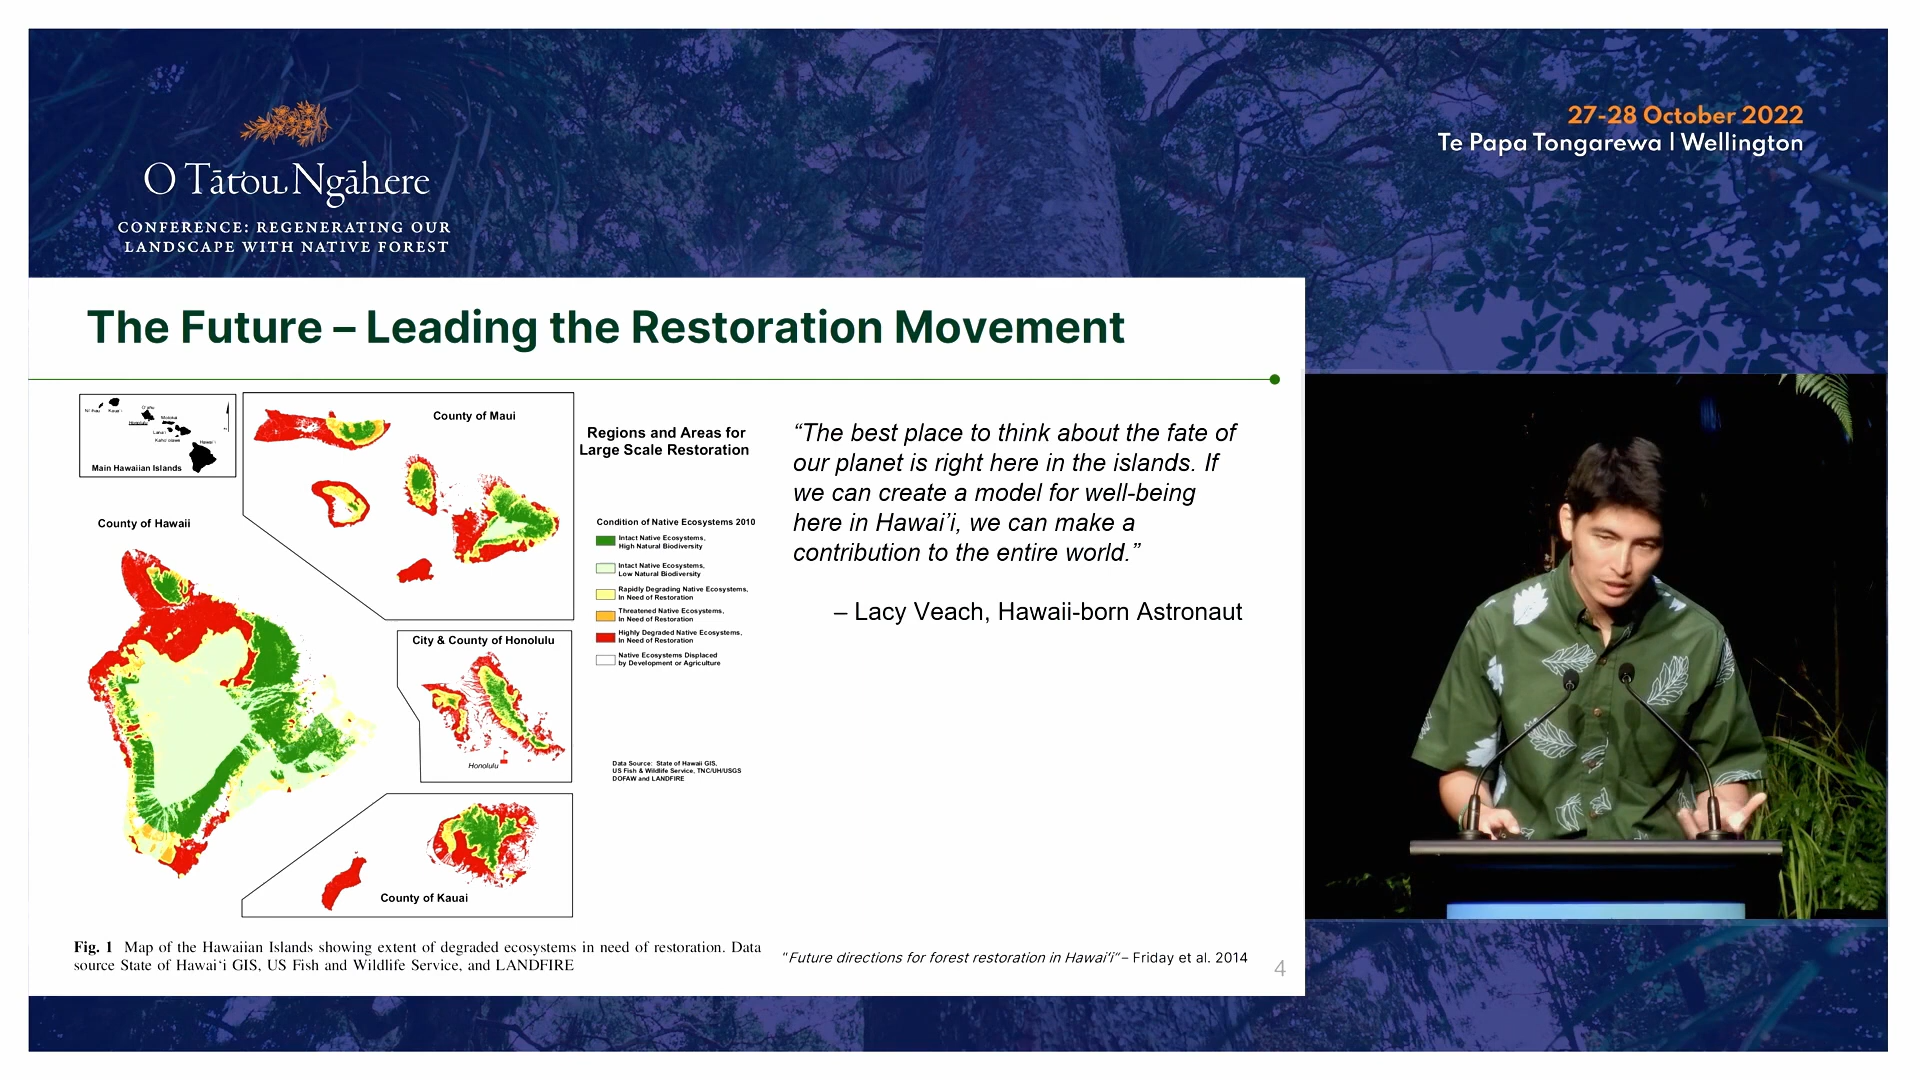 O Tātou Ngāhere
CONFERENCE: REGENERATING OUR
LANDSCAPE WITH NATIVE FOREST
27-28 October 2022
Te Papa Tongarewa | Wellington
The Future – Leading the Restoration Movement
Main Hawaiian Islands
County of Maui
Regions and Areas for
Large Scale Restoration
County of Hawaii
Condition of Native Ecosystems 2010
Intact Native Ecosystems,
High Natural Biodiversity
Intact Native Ecosystems,
Low Natural Biodiversity
Rapidly Degrading Native Ecosystems,
In Need of Restoration
Threatened Native Ecosystems,
In Need of Restoration
Highly Degraded Native Ecosystems,
In Need of Restoration
Native Ecosystems Displaced
by Development or Agriculture
City & County of Honolulu
Honolulu
Data Source: State of Hawaii GIS,
US Fish & Wildlife Service, TNC/UH/USGS
DOFAW and LANDFIRE
County of Kauai
Fig. 1 Map of the Hawaiian Islands showing extent of degraded ecosystems in need of restoration. Data
source State of Hawai‘i GIS, US Fish and Wildlife Service, and LANDFIRE
“The best place to think about the fate of
our planet is right here in the islands. If
we can create a model for well-being
here in Hawai’i, we can make a
contribution to the entire world.”
– Lacy Veach, Hawaii-born Astronaut
"Future directions for forest restoration in Hawai’i” – Friday et al. 2014
4